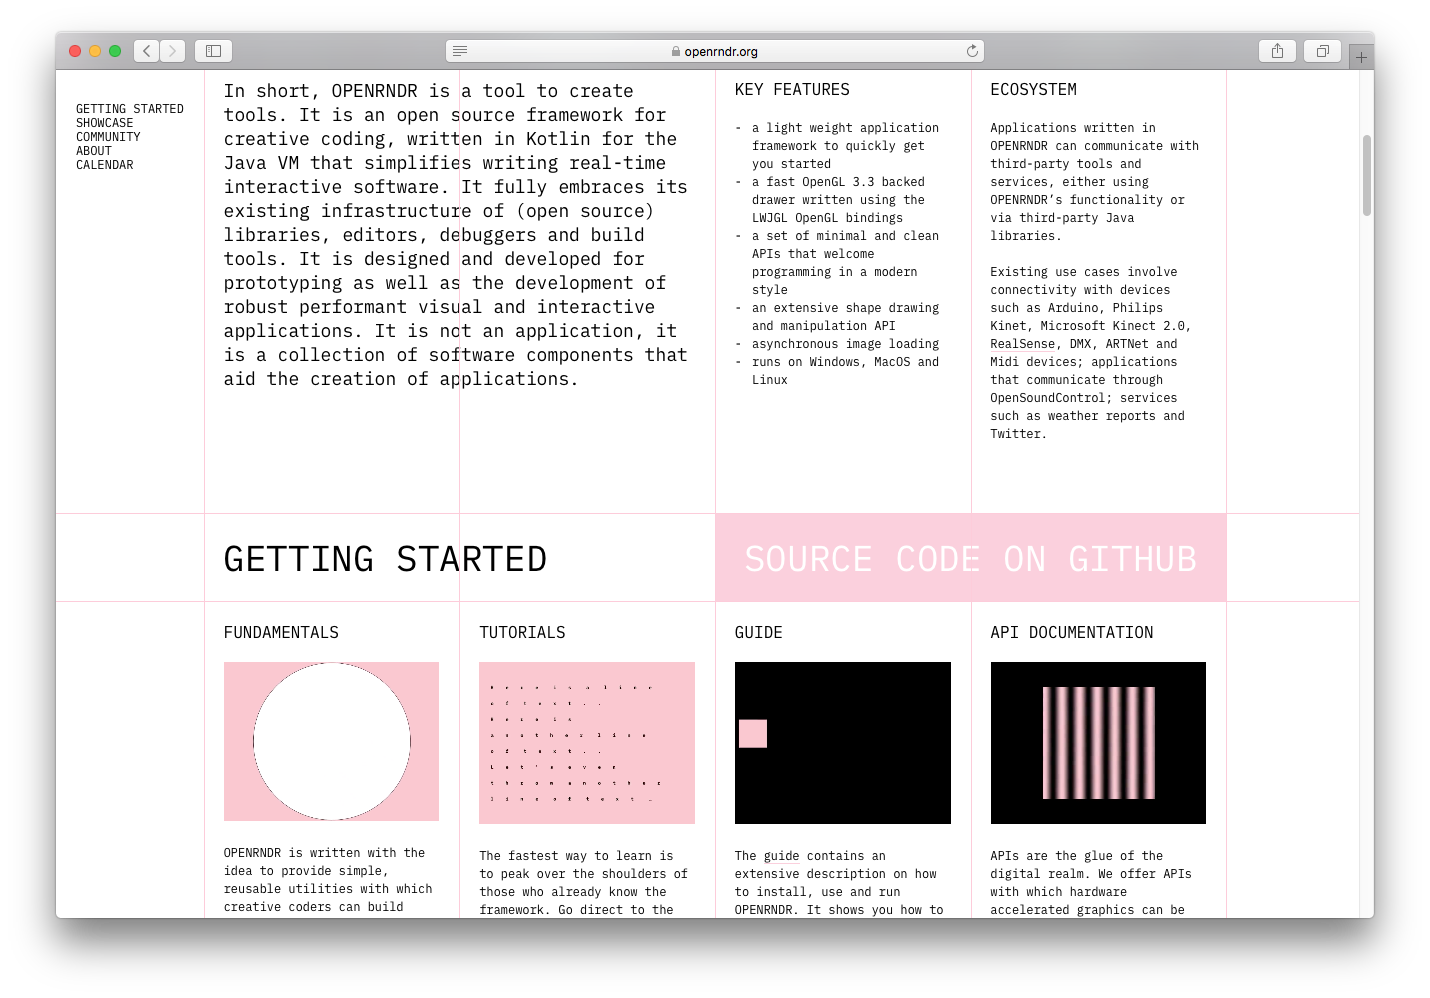 openrndr.org
GETTING STARTED
SHOWCASE
COMMUNITY
ABOUT
CALENDAR
In short, OPENRNDR is a tool to create
tools. It is an open source framework for
creative coding, written in Kotlin for the
Java VM that simplifies writing real-time
interactive software. It fully embraces its
existing infrastructure of (open source)
libraries, editors, debuggers and build
tools. It is designed and developed for
prototyping as well as the development of
robust performant visual and interactive
applications. It is not an application, it
is a collection of software components that
aid the creation of applications.
KEY FEATURES
- a light weight application
framework to quickly get
you started
- a fast OpenGL 3.3 backed
drawer written using the
LWJGL OpenGL bindings
- a set of minimal and clean
APIs that welcome
programming in a modern
style
- an extensive shape drawing
and manipulation API
- asynchronous image loading
- runs on Windows, MacOS and
Linux
ECOSYSTEM
Applications written in
OPENRNDR can communicate with
third-party tools and
services, either using
OPENRNDR’s functionality or
via third-party Java
libraries.
Existing use cases involve
connectivity with devices
such as Arduino, Philips
Kinet, Microsoft Kinect 2.0,
RealSense, DMX, ARTNet and
Midi devices; applications
that communicate through
OpenSoundControl; services
such as weather reports and
Twitter.
GETTING STARTED
SOURCE CODE ON GITHUB
FUNDAMENTALS
OPENRNDR is written with the
idea to provide simple,
reusable utilities with which
creative coders can build
TUTORIALS
The fastest way to learn is
to peak over the shoulders of
those who already know the
framework. Go direct to the
GUIDE
The guide contains an
extensive description on how
to install, use and run
OPENRNDR. It shows you how to
API DOCUMENTATION
APIs are the glue of the
digital realm. We offer APIs
with which hardware
accelerated graphics can be